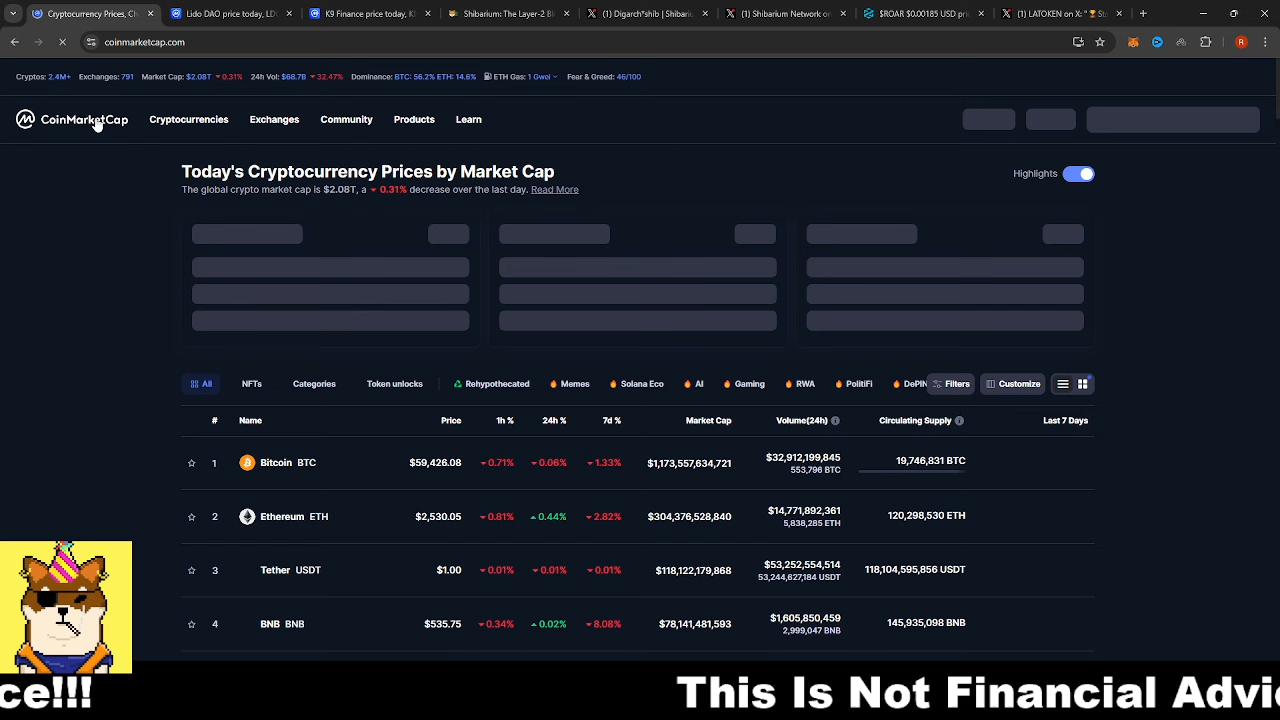 Cryptocurrency Prices, Ch
Lido DAO price today, LDO
K9 Finance price today, K
Shibarium: The Layer-2 Bl
(1) Digarch*shib | Shibariu
(1) Shibarium Network on
$ROAR $0.00185 USD pri
(1) LATOKEN on X: "🏆 Sta
coinmarketcap.com
R
Cryptos: 2.4M+ Exchanges: 791 Market Cap: $2.08T 0.31% 24h Vol: $68.7B 32.47% Dominance: BTC: 56.2% ETH: 14.6% ETH Gas: 1 Gwei Fear & Greed: 46/100
CoinMarketCap Cryptocurrencies Exchanges Community Products Learn
Today's Cryptocurrency Prices by Market Cap
The global crypto market cap is $2.08T, a 0.31% decrease over the last day. Read More
Highlights
All NFTs Categories Token unlocks Rehypothecated Memes Solana Eco AI Gaming RWA PolitiFi DePIN Filters Customize
# Name Price 1h % 24h % 7d % Market Cap Volume(24h) Circulating Supply Last 7 Days
1 Bitcoin BTC $59,426.08 0.71% 0.06% 1.33% $1,173,557,634,721 $32,912,199,845 19,746,831 BTC
553,796 BTC
2 Ethereum ETH $2,530.05 0.81% 0.44% 2.82% $304,376,528,840 $14,771,892,361 120,298,530 ETH
5,838,285 ETH
3 Tether USDT $1.00 0.01% 0.01% 0.01% $118,122,179,868 $53,252,554,514 118,104,595,856 USDT
53,244,627,184 USDT
4 BNB BNB $535.75 0.34% 0.02% 8.08% $78,141,481,593 $1,605,850,459 145,935,098 BNB
2,999,047 BNB
ce!!! This Is Not Financial Advic